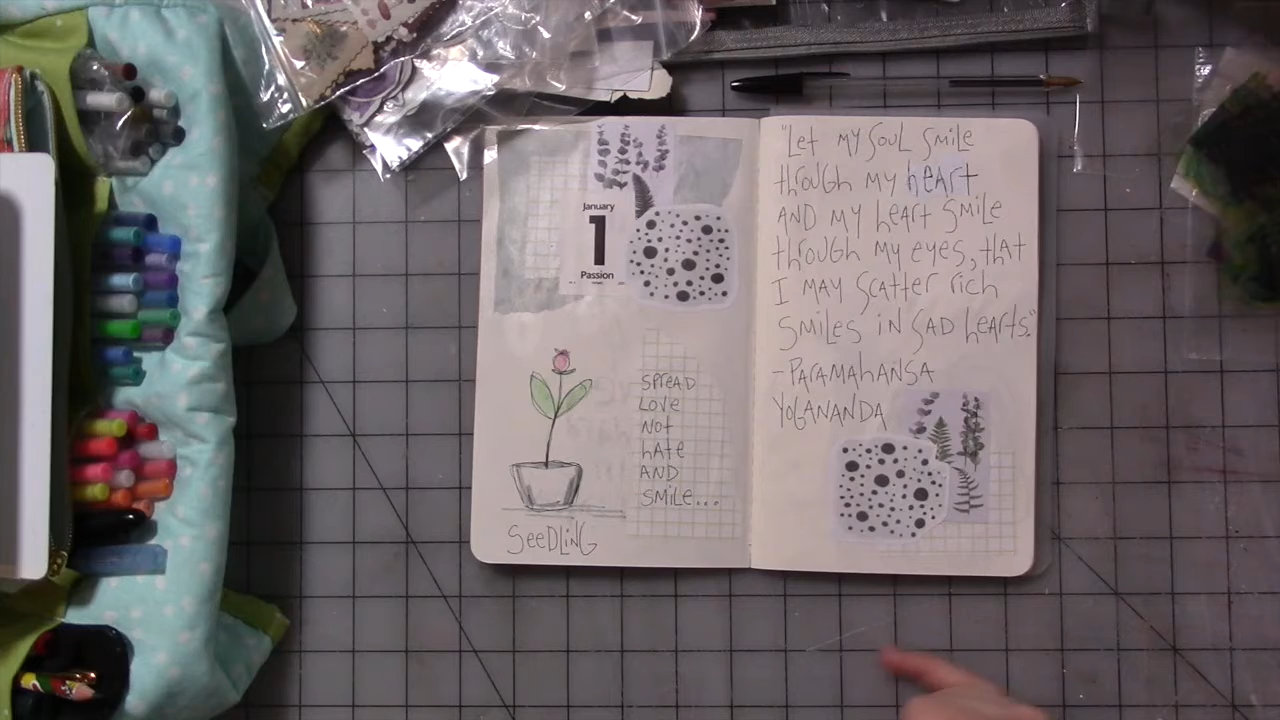 January
1
Passion
SPREAD
LOVE
NOT
HATE
AND
SMILE...
SEEDLING
"Let MY SOUL SMILE
through MY heart
AND MY heart SMILE
through MY eyes, that
I MAY SCATTER rich
SMILES IN SAD hearts."
- PARAMAHANSA
YOGANANDA